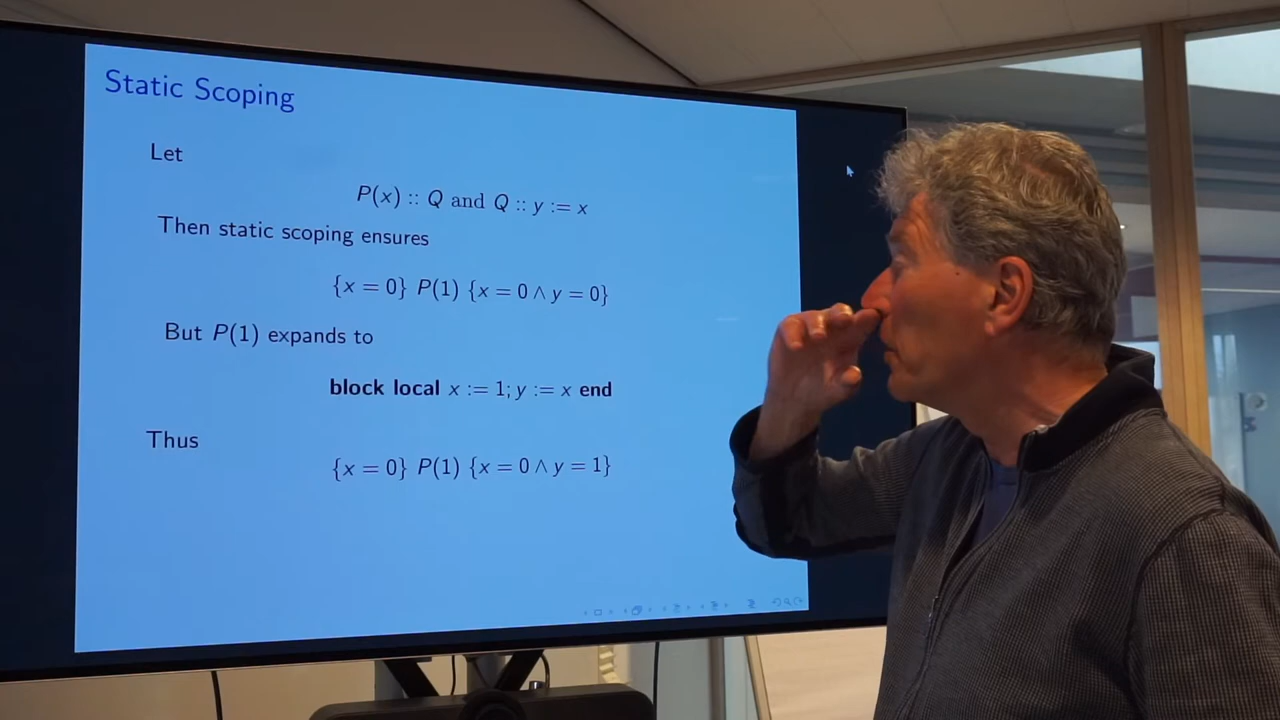 Static Scoping
Let
P(x) :: Q and Q :: y := x
Then static scoping ensures
{x = 0} P(1) {x = 0 ∧ y = 0}
But P(1) expands to
block local x := 1; y := x end
Thus
{x = 0} P(1) {x = 0 ∧ y = 1}